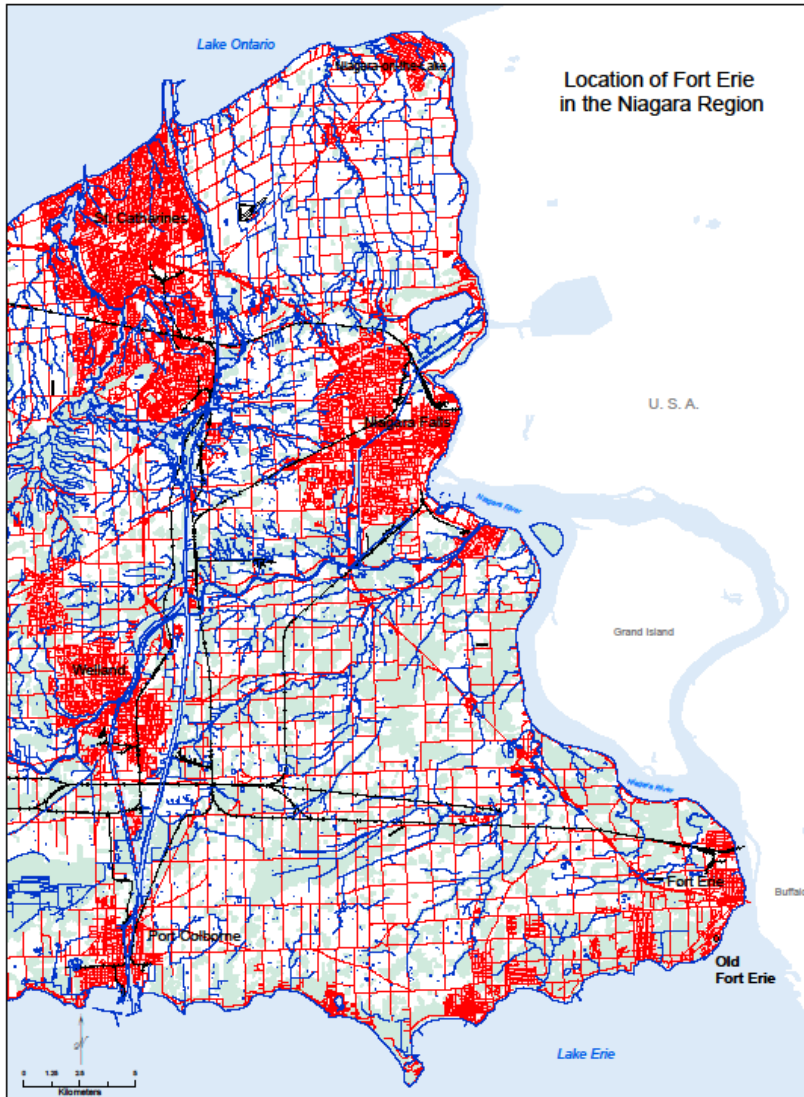 Lake Ontario
Niagara-on-the-Lake
Location of Fort Erie
in the Niagara Region
St. Catharines
U. S. A.
Niagara Falls
Niagara River
Grand Island
Welland
Niagara River
Fort Erie
Buffalo
Port Colborne
Old
Fort Erie
N
Lake Erie
0 1.25 2.5 5
Kilometers